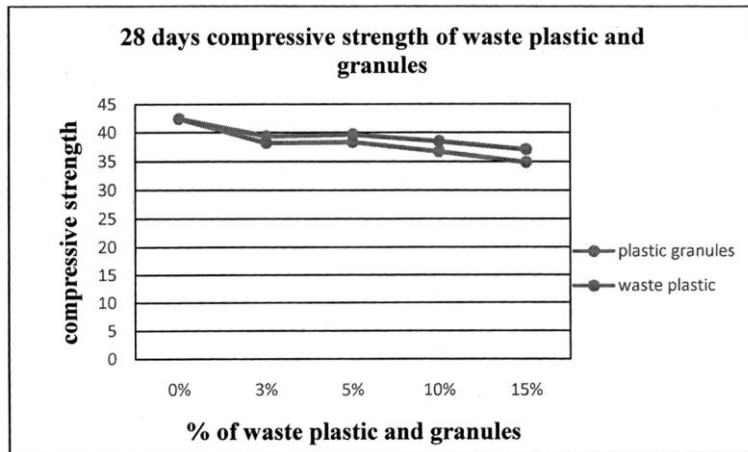 28 days compressive strength of waste plastic and
granules
compressive strength
45
40
35
30
25
20
15
10
5
0
0% 3% 5% 10% 15%
% of waste plastic and granules
plastic granules
waste plastic